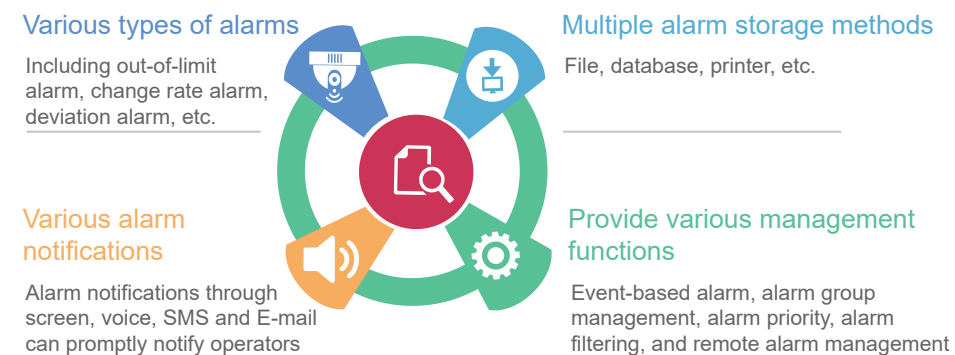 Various types of alarms
Including out-of-limit
alarm, change rate alarm,
deviation alarm, etc.
Multiple alarm storage methods
File, database, printer, etc.
Various alarm
notifications
Alarm notifications through
screen, voice, SMS and E-mail
can promptly notify operators
Provide various management
functions
Event-based alarm, alarm group
management, alarm priority, alarm
filtering, and remote alarm management